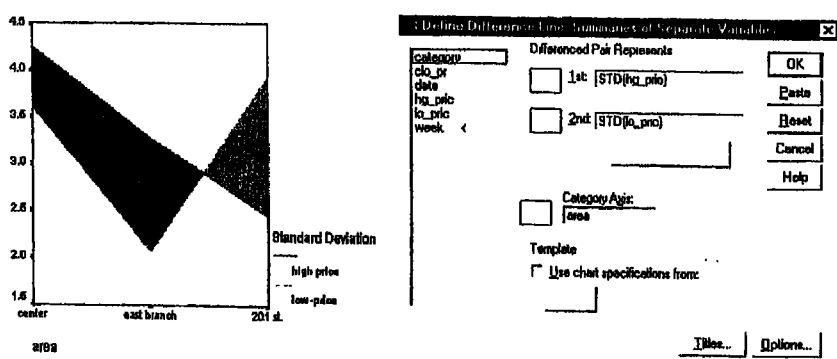 4.5
4.0
3.5
3.0
2.5
2.0
1.5
center east branch 201 st.
area
Standard Deviation
high price
low-price
Define Difference Line: Summaries of Separate Variables
category
clo_pr
date
hg_pric
lo_pric
week
Differenced Pair Represents
1st: STD(hg_pric)
2nd: STD(lo_pric)
Category Axis:
area
Template
Use chart specifications from:
OK
Paste
Reset
Cancel
Help
Titles... Options...